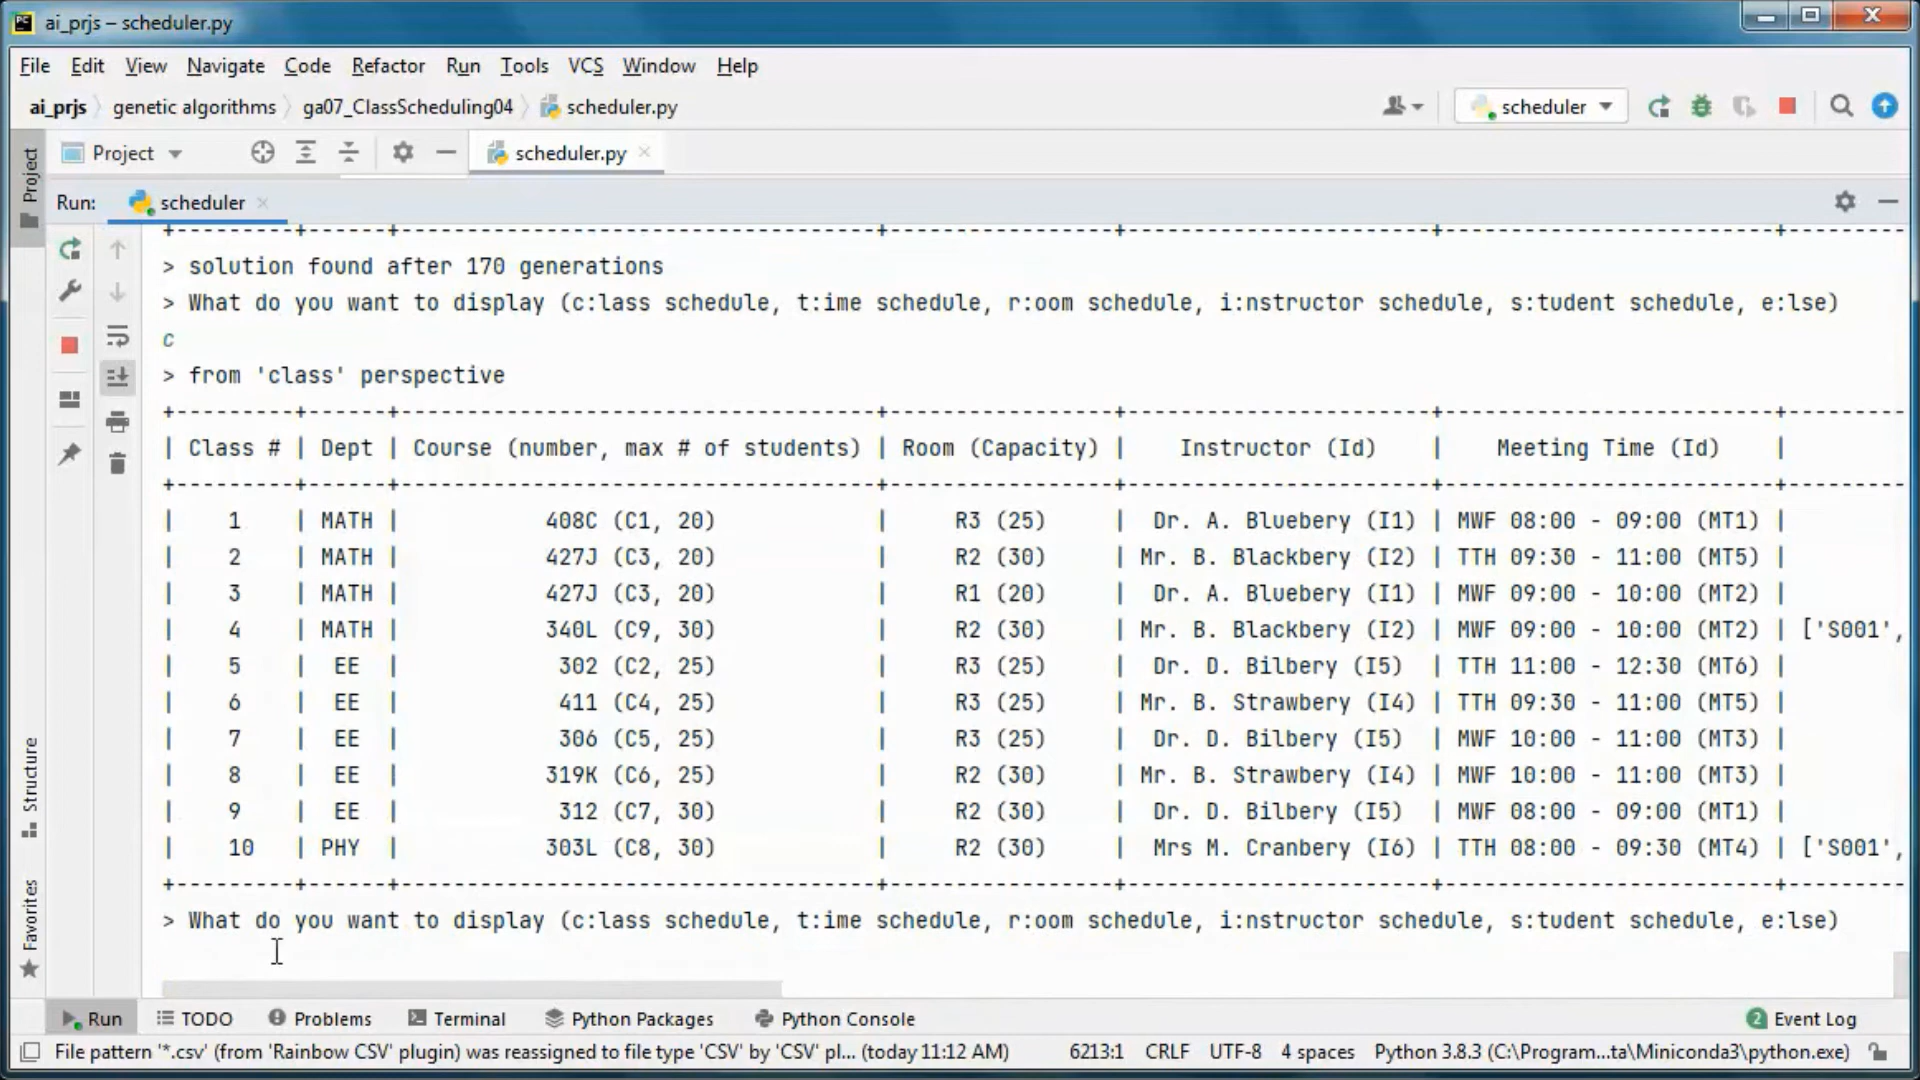 ai_prjs – scheduler.py
File Edit View Navigate Code Refactor Run Tools VCS Window Help
ai_prjs genetic algorithms ga07_ClassScheduling04 scheduler.py scheduler
Project scheduler.py
Project
Run: scheduler
> solution found after 170 generations
> What do you want to display (c:lass schedule, t:ime schedule, r:oom schedule, i:nstructor schedule, s:tudent schedule, e:lse)
c
> from 'class' perspective
| Class # | Dept | Course (number, max # of students) | Room (Capacity) | Instructor (Id) | Meeting Time (Id) |
| 1 | MATH | 408C (C1, 20) | R3 (25) | Dr. A. Bluebery (I1) | MWF 08:00 - 09:00 (MT1) |
| 2 | MATH | 427J (C3, 20) | R2 (30) | Mr. B. Blackbery (I2) | TTH 09:30 - 11:00 (MT5) |
| 3 | MATH | 427J (C3, 20) | R1 (20) | Dr. A. Bluebery (I1) | MWF 09:00 - 10:00 (MT2) |
| 4 | MATH | 340L (C9, 30) | R2 (30) | Mr. B. Blackbery (I2) | MWF 09:00 - 10:00 (MT2) | ['S001',
| 5 | EE | 302 (C2, 25) | R3 (25) | Dr. D. Bilbery (I5) | TTH 11:00 - 12:30 (MT6) |
| 6 | EE | 411 (C4, 25) | R3 (25) | Mr. B. Strawbery (I4) | TTH 09:30 - 11:00 (MT5) |
| 7 | EE | 306 (C5, 25) | R3 (25) | Dr. D. Bilbery (I5) | MWF 10:00 - 11:00 (MT3) |
| 8 | EE | 319K (C6, 25) | R2 (30) | Mr. B. Strawbery (I4) | MWF 10:00 - 11:00 (MT3) |
| 9 | EE | 312 (C7, 30) | R2 (30) | Dr. D. Bilbery (I5) | MWF 08:00 - 09:00 (MT1) |
| 10 | PHY | 303L (C8, 30) | R2 (30) | Mrs M. Cranbery (I6) | TTH 08:00 - 09:30 (MT4) | ['S001',
> What do you want to display (c:lass schedule, t:ime schedule, r:oom schedule, i:nstructor schedule, s:tudent schedule, e:lse)
Structure
Favorites
Run TODO Problems Terminal Python Packages Python Console 2 Event Log
File pattern '*.csv' (from 'Rainbow CSV' plugin) was reassigned to file type 'CSV' by 'CSV' pl... (today 11:12 AM) 6213:1 CRLF UTF-8 4 spaces Python 3.8.3 (C:\Program...ta\Miniconda3\python.exe)